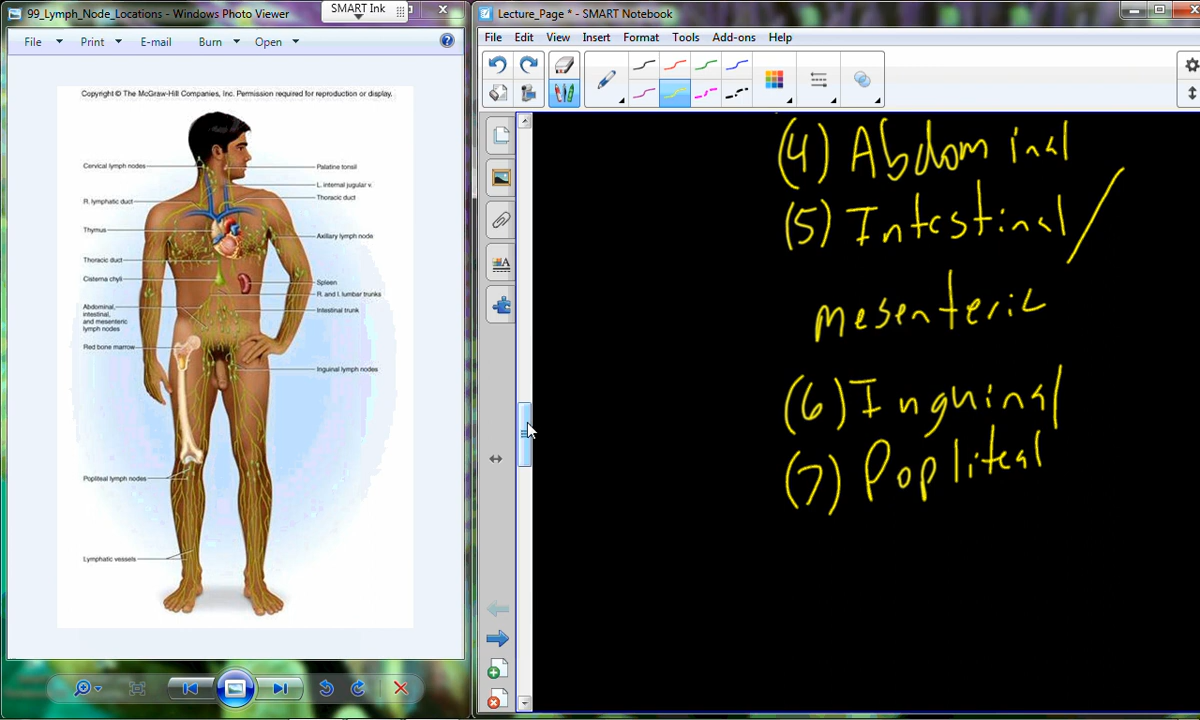 99_Lymph_Node_Locations - Windows Photo Viewer
SMART Ink
File Print E-mail Burn Open
Copyright © The McGraw-Hill Companies, Inc. Permission required for reproduction or display.
Cervical lymph nodes
R. lymphatic duct
Thymus
Thoracic duct
Cisterna chyli
Abdominal,
intestinal,
and mesenteric
lymph nodes
Red bone marrow
Popliteal lymph nodes
Lymphatic vessels
Palatine tonsil
L. internal jugular v.
Thoracic duct
Axillary lymph node
Spleen
R. and l. lumbar trunks
Intestinal trunk
Inguinal lymph nodes
Lecture_Page * - SMART Notebook
File Edit View Insert Format Tools Add-ons Help
(4) Abdominal
(5) Intestinal/
mesenteric
(6) Inguinal
(7) Popliteal